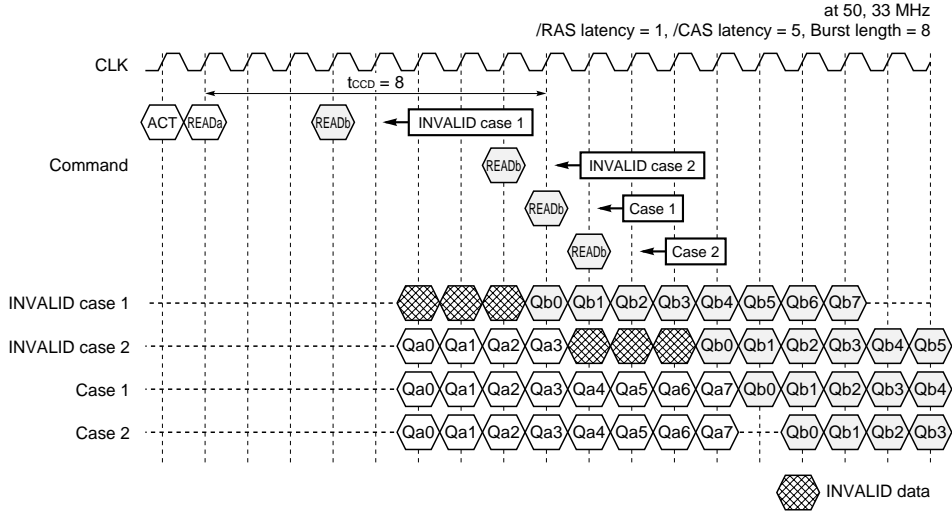 at 50, 33 MHz
/RAS latency = 1, /CAS latency = 5, Burst length = 8
CLK
tCCD = 8
ACT READa READb INVALID case 1
Command READb INVALID case 2
READb Case 1
READb Case 2
INVALID case 1 Qb0 Qb1 Qb2 Qb3 Qb4 Qb5 Qb6 Qb7
INVALID case 2 Qa0 Qa1 Qa2 Qa3 Qb0 Qb1 Qb2 Qb3 Qb4 Qb5
Case 1 Qa0 Qa1 Qa2 Qa3 Qa4 Qa5 Qa6 Qa7 Qb0 Qb1 Qb2 Qb3 Qb4
Case 2 Qa0 Qa1 Qa2 Qa3 Qa4 Qa5 Qa6 Qa7 Qb0 Qb1 Qb2 Qb3
INVALID data